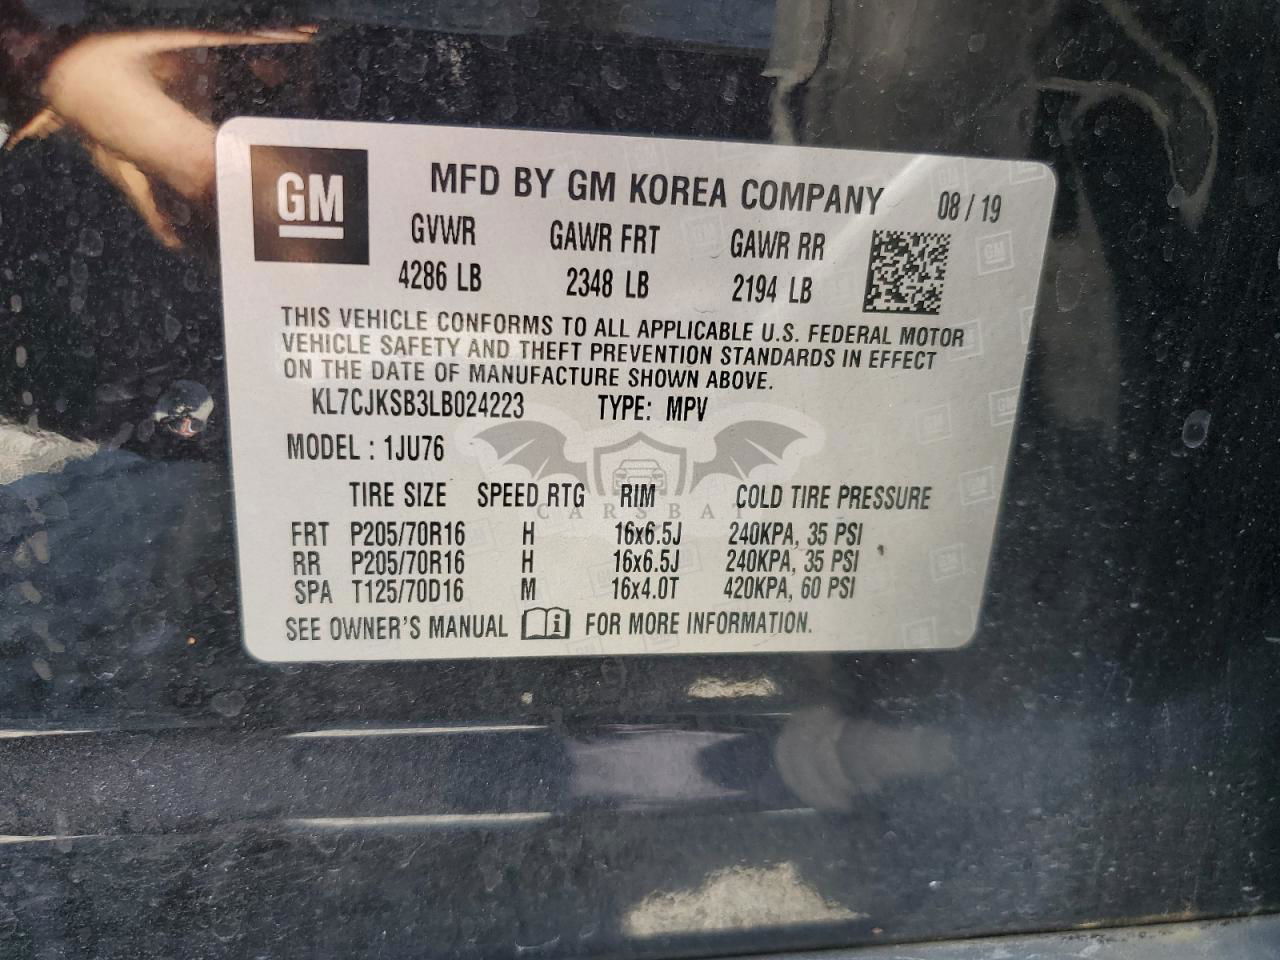 GM
MFD BY GM KOREA COMPANY 08 / 19
GVWR GAWR FRT GAWR RR
4286 LB 2348 LB 2194 LB
THIS VEHICLE CONFORMS TO ALL APPLICABLE U.S. FEDERAL MOTOR
VEHICLE SAFETY AND THEFT PREVENTION STANDARDS IN EFFECT
ON THE DATE OF MANUFACTURE SHOWN ABOVE.
KL7CJKSB3LB024223 TYPE: MPV
MODEL : 1JU76
TIRE SIZE SPEED RTG RIM COLD TIRE PRESSURE
CARSBAT
FRT P205/70R16 H 16x6.5J 240KPA, 35 PSI
RR P205/70R16 H 16x6.5J 240KPA, 35 PSI
SPA T125/70D16 M 16x4.0T 420KPA, 60 PSI
SEE OWNER'S MANUAL FOR MORE INFORMATION.